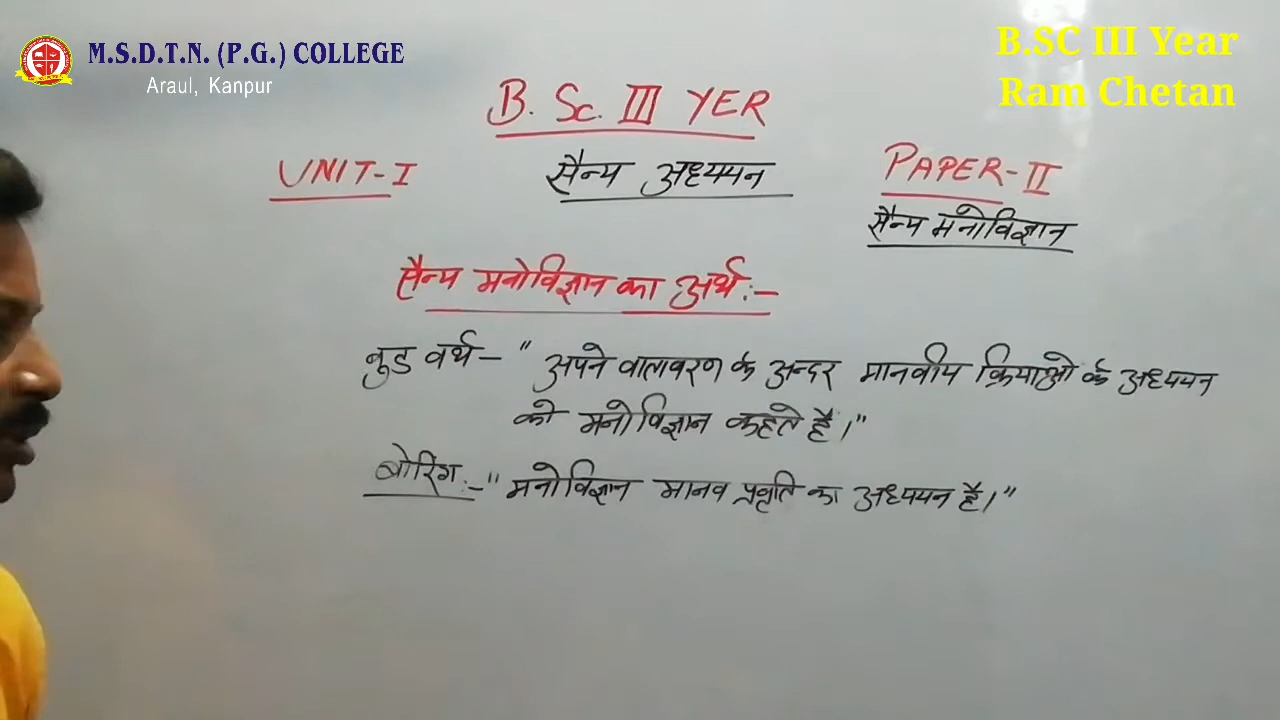 M.S.D.T.N. (P.G.) COLLEGE
Araul, Kanpur
B.SC III Year
Ram Chetan
B. Sc. III YER
UNIT-I
सैन्य अध्ययन
PAPER-II
सैन्य मनोविज्ञान
सैन्य मनोविज्ञान का अर्थ:-
वुड वर्थ- " अपने वातावरण के अन्दर मानवीय क्रियाओ के अध्ययन
को मनोविज्ञान कहते है।"
बोरिंग:- " मनोविज्ञान मानव प्रवृति का अध्ययन है।"